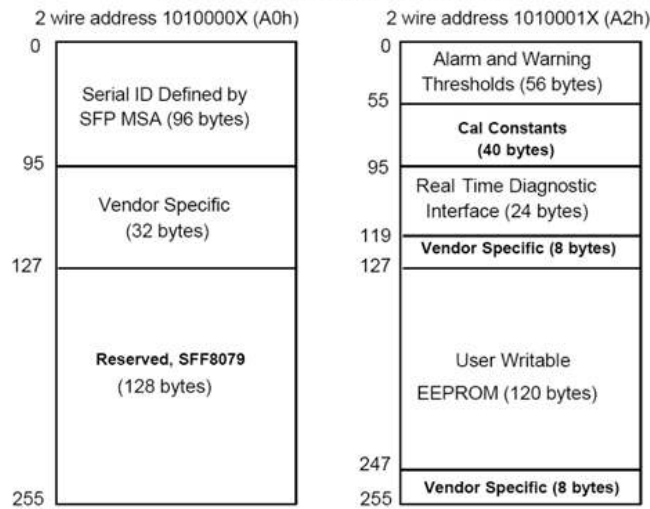 2 wire address 1010000X (A0h)
0
Serial ID Defined by
SFP MSA (96 bytes)
95
Vendor Specific
(32 bytes)
127
Reserved, SFF8079
(128 bytes)
255
2 wire address 1010001X (A2h)
0
Alarm and Warning
Thresholds (56 bytes)
55
Cal Constants
(40 bytes)
95
Real Time Diagnostic
Interface (24 bytes)
119
Vendor Specific (8 bytes)
127
User Writable
EEPROM (120 bytes)
247
Vendor Specific (8 bytes)
255